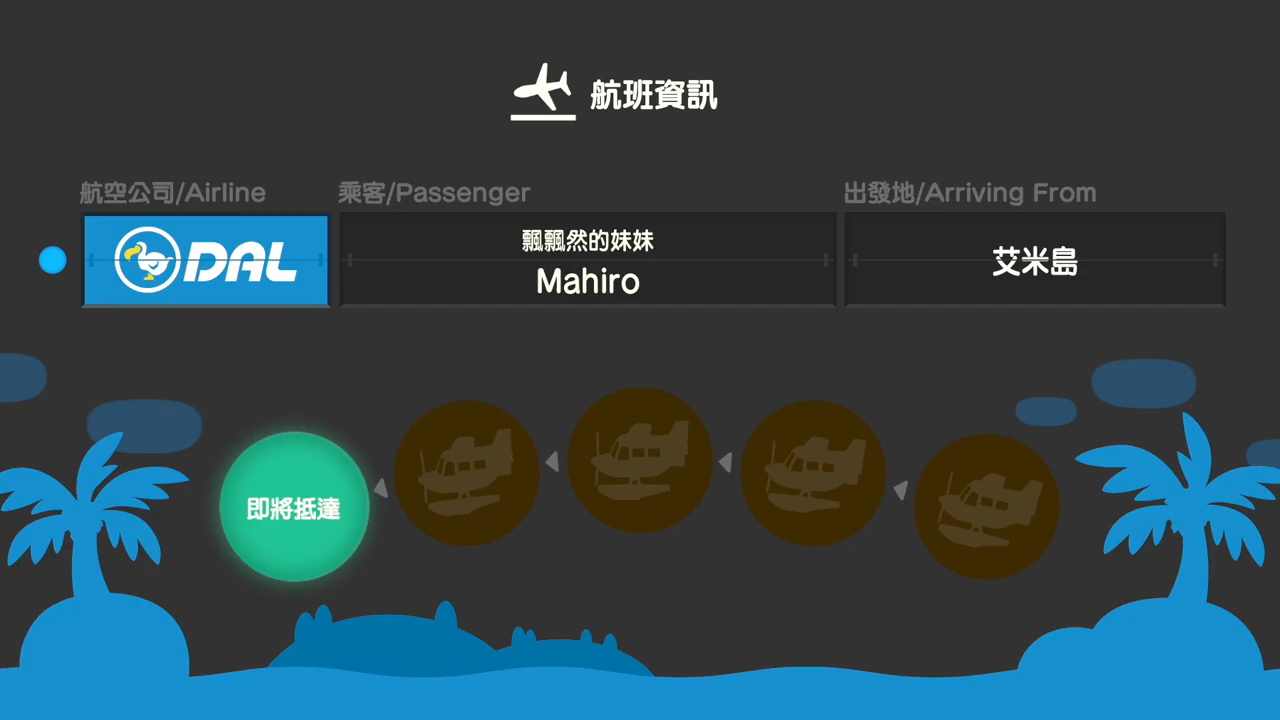 航班資訊
航空公司/Airline
乘客/Passenger
出發地/Arriving From
DAL
飄飄然的妹妹
Mahiro
艾米島
即將抵達